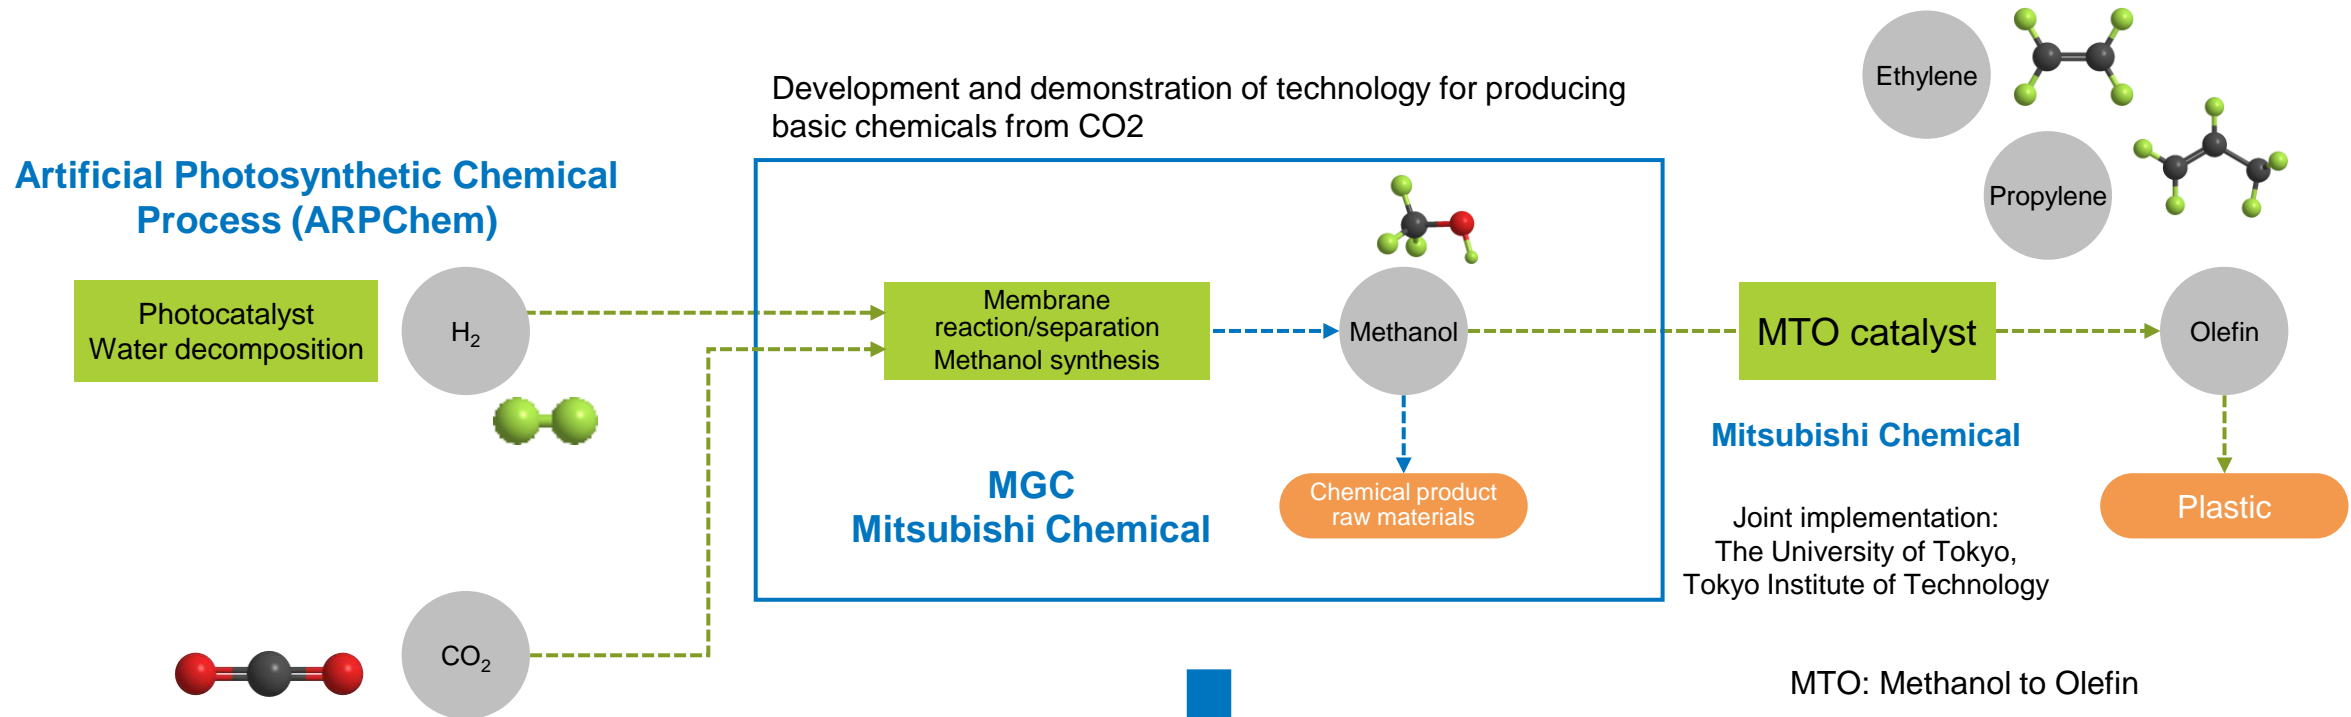 Development and demonstration of technology for producing
basic chemicals from CO2
Artificial Photosynthetic Chemical
Process (ARPChem)
Photocatalyst
Water decomposition
H₂
CO₂
Membrane
reaction/separation
Methanol synthesis
Methanol
MGC
Mitsubishi Chemical
Chemical product
raw materials
Ethylene
Propylene
MTO catalyst
Olefin
Mitsubishi Chemical
Joint implementation:
The University of Tokyo,
Tokyo Institute of Technology
Plastic
MTO: Methanol to Olefin